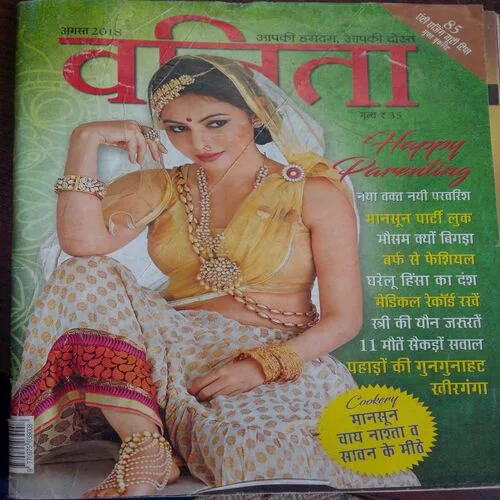 अगस्त 2018
आपकी हमदम, आपकी दोस्त
वनिता
मूल्य ₹ 35
85
Happy
Parenting
नया वक्त नयी परवरिश
मानसून पार्टी लुक
मौसम क्यों बिगड़ा
बर्फ से फेशियल
घरेलू हिंसा का दंश
मेडिकल रेकॉर्ड रखें
स्त्री की यौन जरूरतें
11 मौतें सैकड़ों सवाल
पहाड़ों की गुनगुनाहट
खीरगंगा
Cookery
मानसून
चाय नाश्ता व
सावन के मीठे